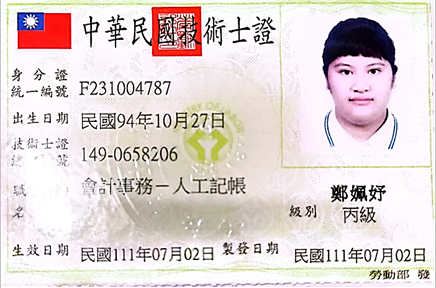 中華民國技術士證
身分證
統一編號 F231004787
出生日期 民國94年10月27日
技術士證
總 號 149-0658206
職
名 會計事務－人工記帳
鄭姵妤
級別 丙級
生效日期 民國111年07月02日 製發日期 民國111年07月02日
勞動部 發